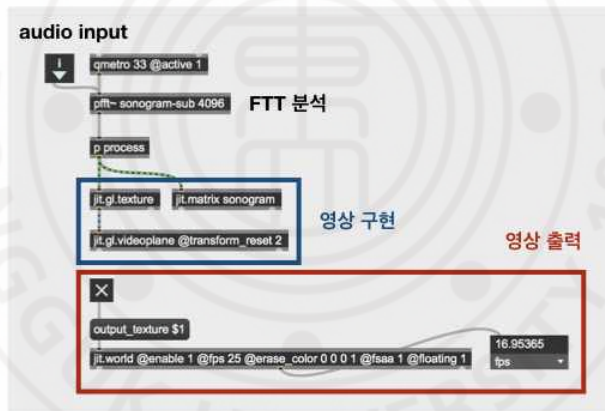 audio input
i
qmetro 33 @active 1
pfft~ sonogram-sub 4096
FTT 분석
p process
jit.gl.texture
jit.matrix sonogram
영상 구현
jit.gl.videoplane @transform_reset 2
영상 출력
output_texture $1
16.95365
jit.world @enable 1 @fps 25 @erase_color 0 0 0 1 @fsaa 1 @floating 1
fps